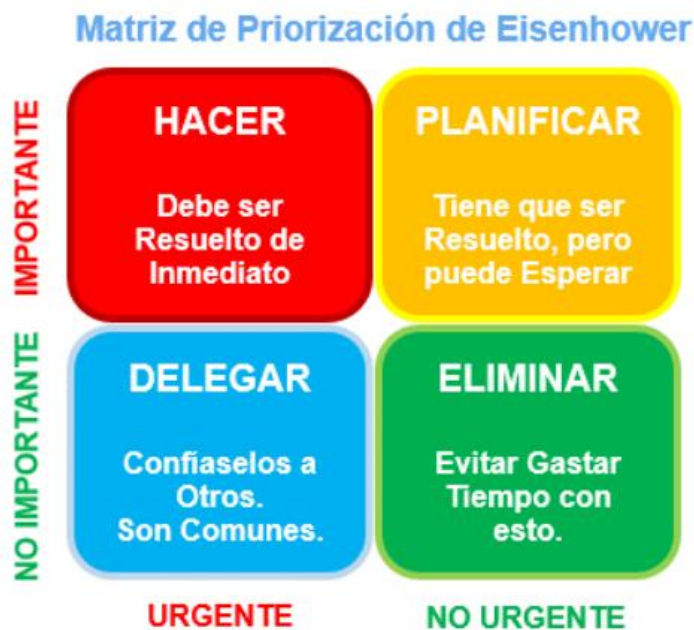 Matriz de Priorización de Eisenhower
IMPORTANTE
HACER
Debe ser
Resuelto de
Inmediato
PLANIFICAR
Tiene que ser
Resuelto, pero
puede Esperar
NO IMPORTANTE
DELEGAR
Confiaselos a
Otros.
Son Comunes.
ELIMINAR
Evitar Gastar
Tiempo con
esto.
URGENTE
NO URGENTE